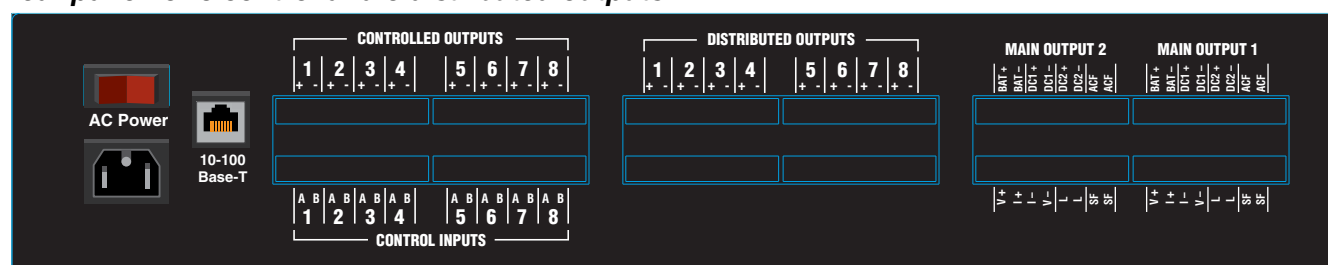 CONTROLLED OUTPUTS
1 2 3 4 5 6 7 8
+ - + - + - + - + - + - + - + -
DISTRIBUTED OUTPUTS
1 2 3 4 5 6 7 8
+ - + - + - + - + - + - + - + -
MAIN OUTPUT 2
BAT + BAT – DC1 + DC1 – DC2 + DC2 – ACF ACF
MAIN OUTPUT 1
BAT + BAT – DC1 + DC1 – DC2 + DC2 – ACF ACF
AC Power
10-100
Base-T
A B A B A B A B A B A B A B A B
1 2 3 4 5 6 7 8
CONTROL INPUTS
V + I + I – V – L L SF SF
V + I + I – V – L L SF SF